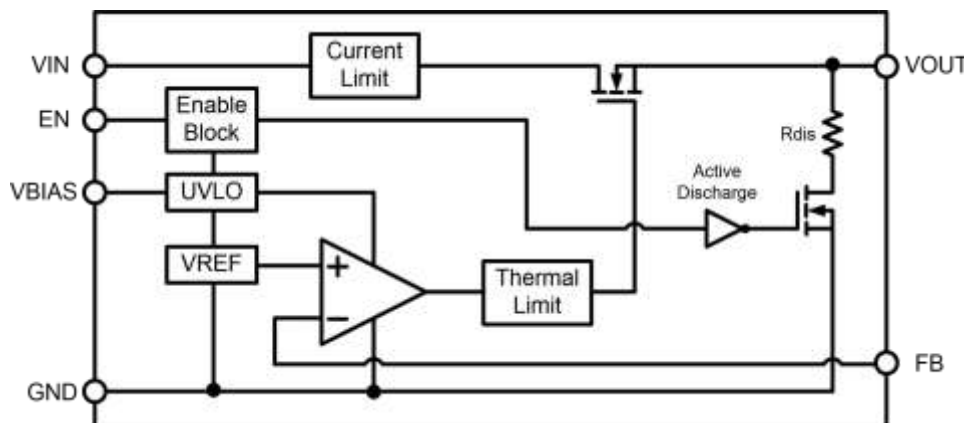 VIN
Current
Limit
VOUT
EN
Enable
Block
Rdis
VBIAS
UVLO
Active
Discharge
VREF
+
−
Thermal
Limit
FB
GND